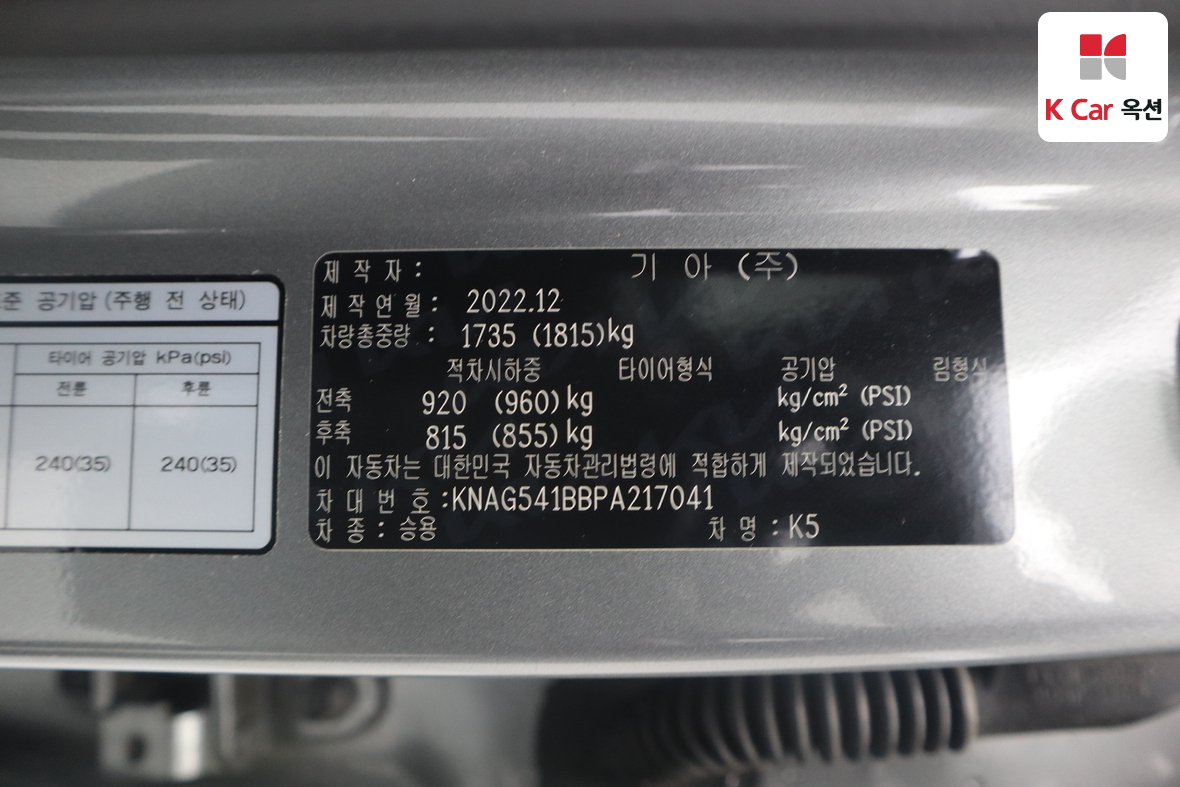 K Car 옥션
준 공기압 (주행 전 상태)
타이어 공기압 kPa(psi)
전륜 후륜
240(35) 240(35)
제 작 자 : 기 아 (주)
제 작 연 월 : 2022.12
차량총중량 : 1735 (1815)kg
적차시하중 타이어형식 공기압 림형식
전축 920 (960)kg kg/cm² (PSI)
후축 815 (855)kg kg/cm² (PSI)
이 자동차는 대한민국 자동차관리법령에 적합하게 제작되었습니다.
차 대 번 호 :KNAG541BBPA217041
차 종 : 승용 차 명 : K5